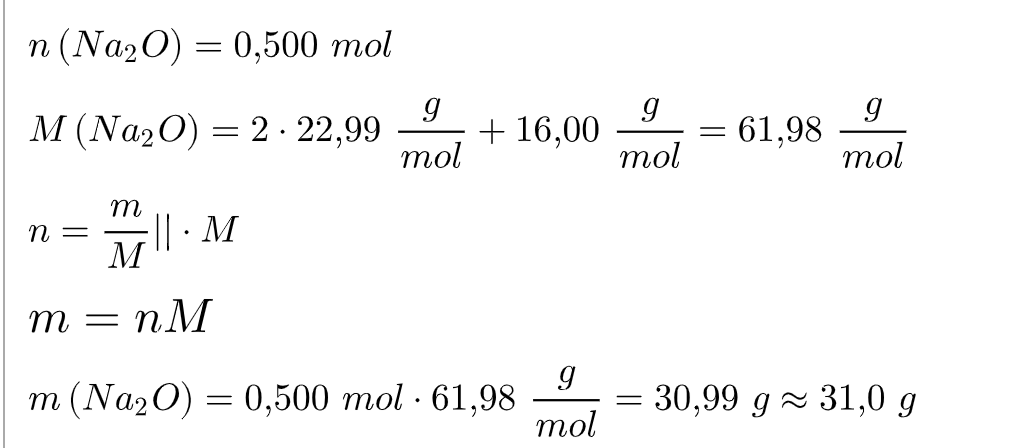 n (Na₂O) = 0,500 mol
M (Na₂O) = 2 · 22,99 g/mol + 16,00 g/mol = 61,98 g/mol
n = m/M || · M
m = nM
m (Na₂O) = 0,500 mol · 61,98 g/mol = 30,99 g ≈ 31,0 g